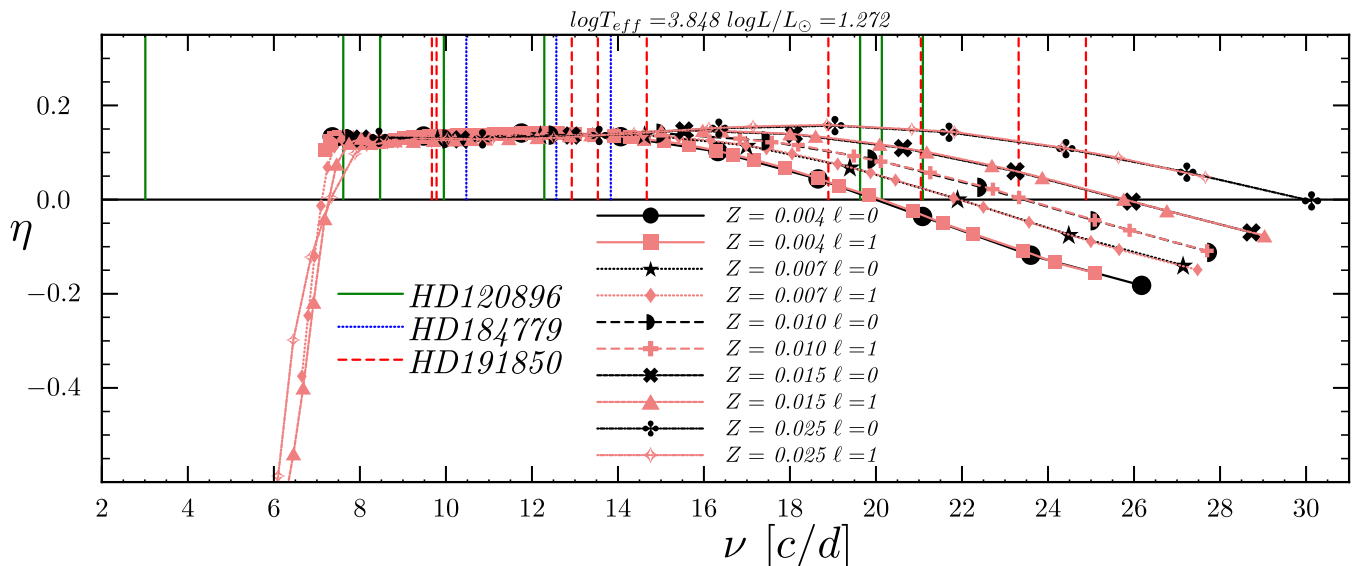 logT_eff = 3.848 logL/L_⊙ = 1.272
0.2
0.0
−0.2
−0.4
η
HD120896
HD184779
HD191850
Z = 0.004 ℓ = 0
Z = 0.004 ℓ = 1
Z = 0.007 ℓ = 0
Z = 0.007 ℓ = 1
Z = 0.010 ℓ = 0
Z = 0.010 ℓ = 1
Z = 0.015 ℓ = 0
Z = 0.015 ℓ = 1
Z = 0.025 ℓ = 0
Z = 0.025 ℓ = 1
2 4 6 8 10 12 14 16 18 20 22 24 26 28 30
ν [c/d]